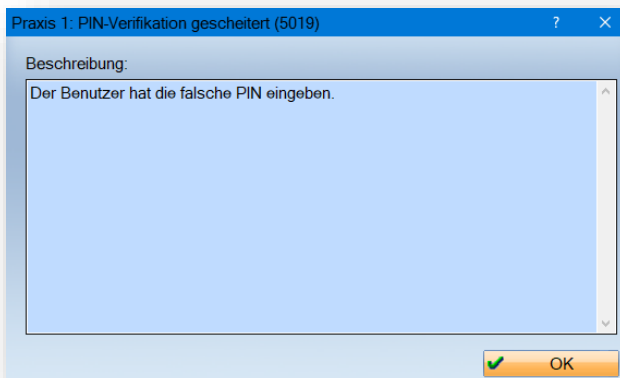 Praxis 1: PIN-Verifikation gescheitert (5019)
Beschreibung:
Der Benutzer hat die falsche PIN eingeben.
OK